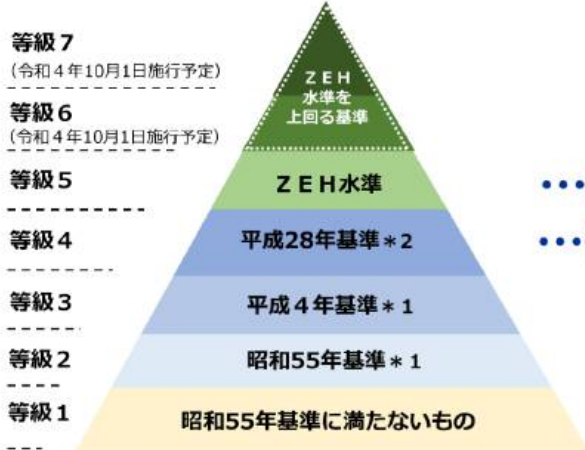 等級７
（令和４年10月1日施行予定）
ＺＥＨ
水準を
上回る基準
等級６
（令和４年10月1日施行予定）
等級５
ＺＥＨ水準
等級４
平成28年基準＊2
等級３
平成４年基準＊1
等級２
昭和55年基準＊1
等級１
昭和55年基準に満たないもの